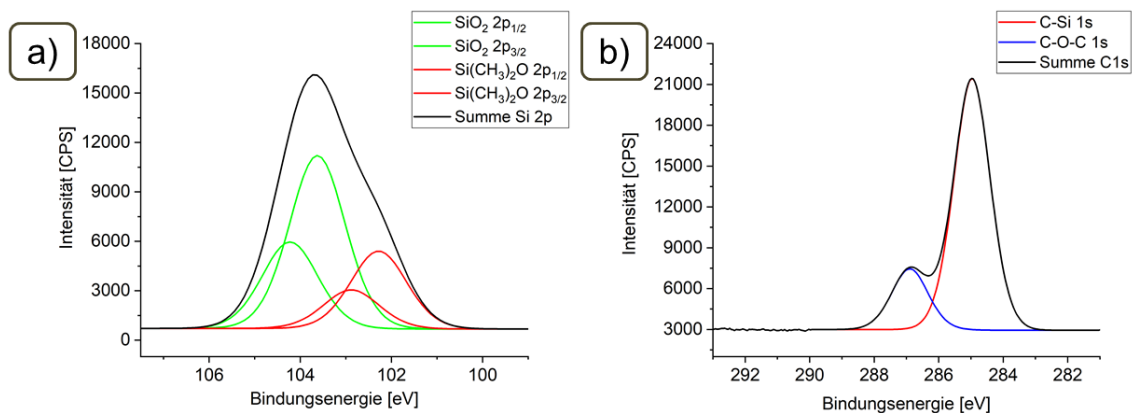 a)
SiO₂ 2p₁/₂
SiO₂ 2p₃/₂
Si(CH₃)₂O 2p₁/₂
Si(CH₃)₂O 2p₃/₂
Summe Si 2p
18000
15000
12000
9000
6000
3000
0
Intensität [CPS]
106
104
102
100
Bindungsenergie [eV]
b)
C-Si 1s
C-O-C 1s
Summe C1s
24000
21000
18000
15000
12000
9000
6000
3000
Intensität [CPS]
292
290
288
286
284
282
Bindungsenergie [eV]